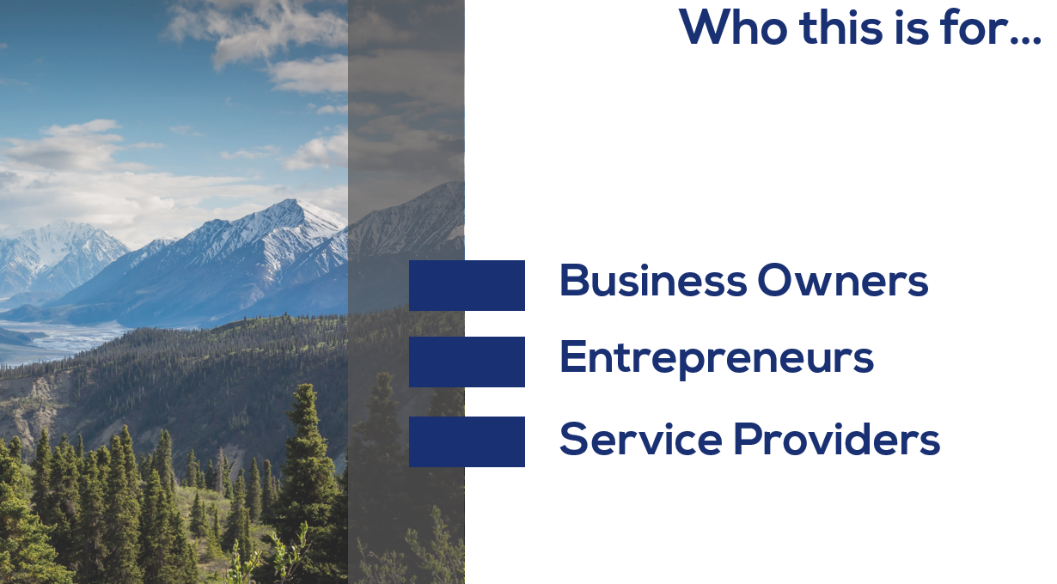 Who this is for...
Business Owners
Entrepreneurs
Service Providers